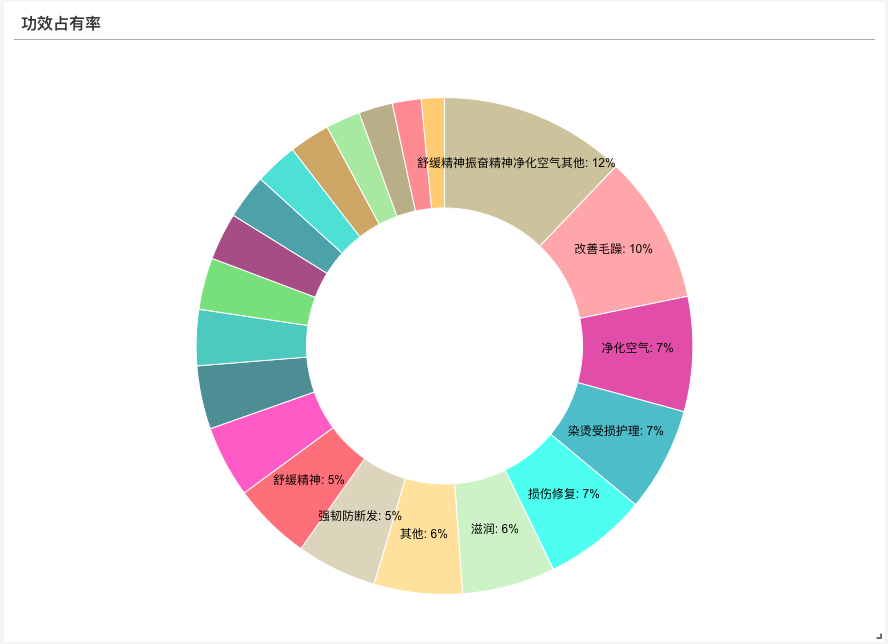 功效占有率
舒缓精神振奋精神净化空气其他: 12%
改善毛躁: 10%
净化空气: 7%
染烫受损护理: 7%
损伤修复: 7%
滋润: 6%
其他: 6%
强韧防断发: 5%
舒缓精神: 5%